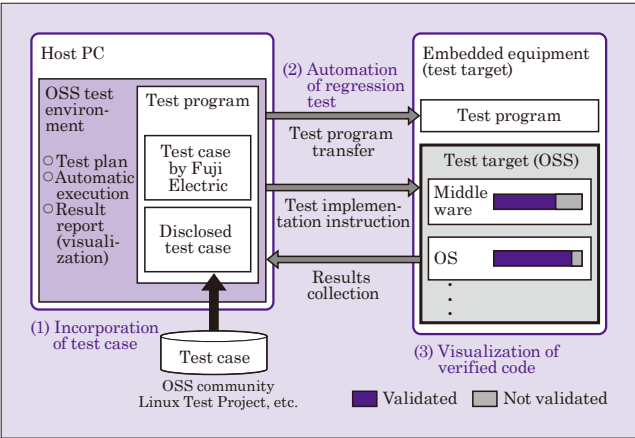 Host PC
OSS test
environ-
ment
○ Test plan
○ Automatic
execution
○ Result
report
(visuali-
zation)
Test program
Test case
by Fuji
Electric
Disclosed
test case
(1) Incorporation
of test case
Test case
OSS community
Linux Test Project, etc.
(2) Automation
of regression
test
Test program
transfer
Test implemen-
tation instruction
Results
collection
Embedded equipment
(test target)
Test program
Test target (OSS)
Middle
ware
OS
(3) Visualization of
verified code
Validated
Not validated